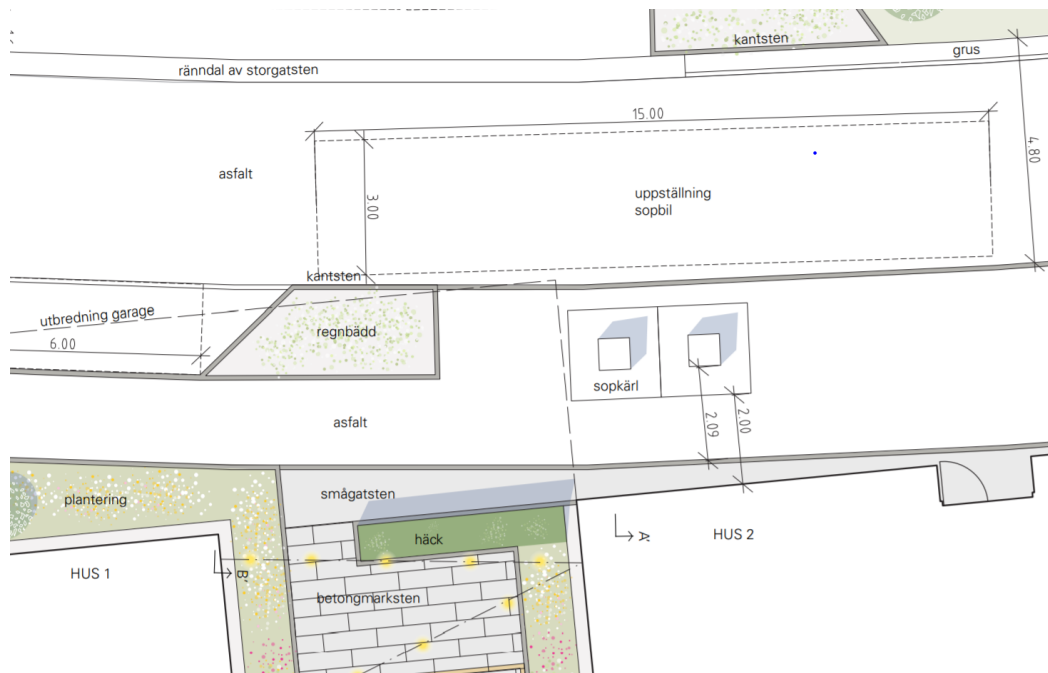 kantsten
grus
ränndal av storgatsten
15.00
4.80
asfalt
3.00
uppställning
sopbil
kantsten
utbredning garage
regnbädd
6.00
sopkärl
asfalt
2.09
2.00
smågatsten
plantering
häck
A'
HUS 2
HUS 1
B'
betongmarksten